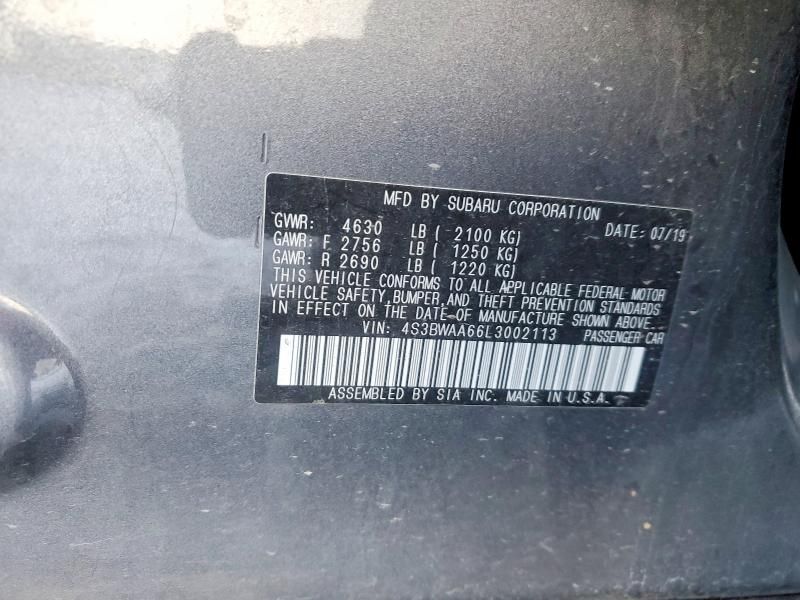 MFD BY SUBARU CORPORATION
GVWR: 4630 LB ( 2100 KG) DATE: 07/19
GAWR: F 2756 LB ( 1250 KG)
GAWR: R 2690 LB ( 1220 KG)
THIS VEHICLE CONFORMS TO ALL APPLICABLE FEDERAL MOTOR
VEHICLE SAFETY, BUMPER, AND THEFT PREVENTION STANDARDS
IN EFFECT ON THE DATE OF MANUFACTURE SHOWN ABOVE.
VIN: 4S3BWAA66L3002113 PASSENGER CAR
ASSEMBLED BY SIA INC. MADE IN U.S.A.